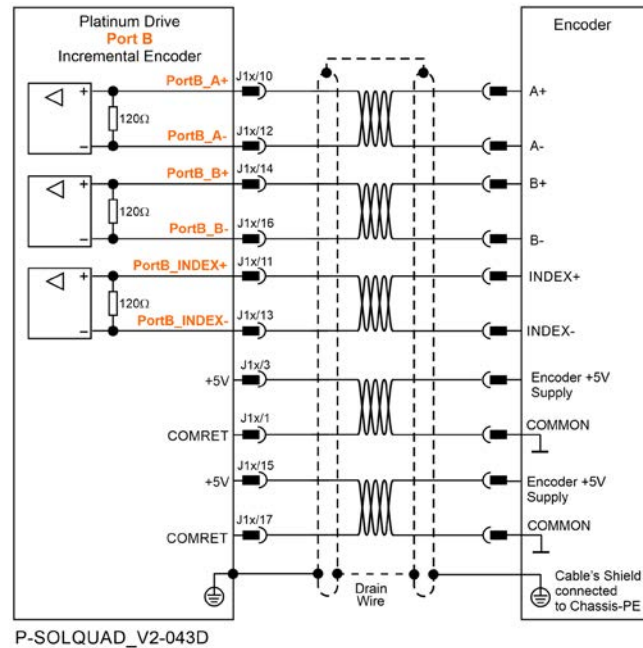 Platinum Drive
Port B
Incremental Encoder
Encoder
PortB_A+
J1x/10
A+
120Ω
PortB_A-
J1x/12
A-
PortB_B+
J1x/14
B+
120Ω
PortB_B-
J1x/16
B-
PortB_INDEX+
J1x/11
INDEX+
120Ω
PortB_INDEX-
J1x/13
INDEX-
+5V
J1x/3
Encoder +5V
Supply
COMRET
J1x/1
COMMON
+5V
J1x/15
Encoder +5V
Supply
COMRET
J1x/17
COMMON
Drain
Wire
Cable's Shield
connected
to Chassis-PE
P-SOLQUAD_V2-043D